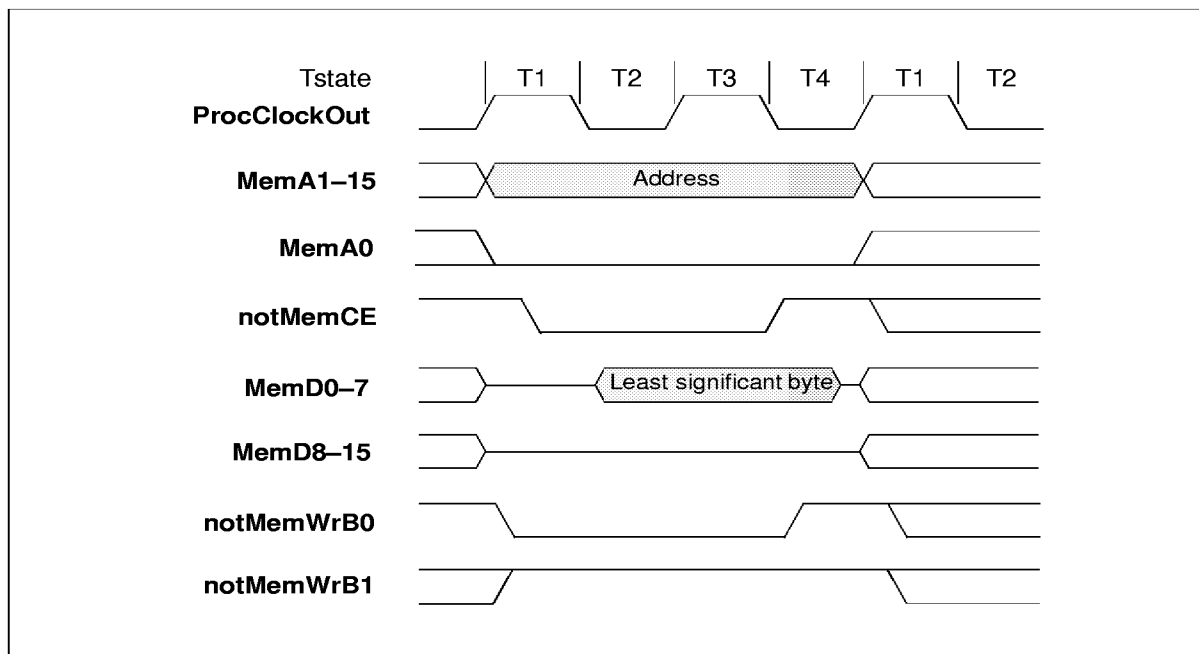 Tstate T1 T2 T3 T4 T1 T2
ProcClockOut
MemA1–15 Address
MemA0
notMemCE
MemD0–7 Least significant byte
MemD8–15
notMemWrB0
notMemWrB1